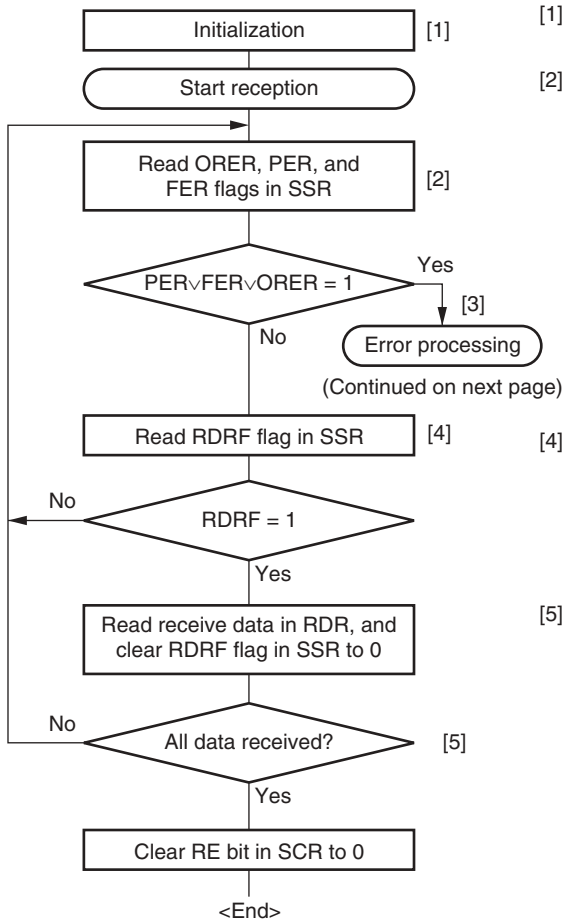 Initialization
[1]
[1]
Start reception
[2]
Read ORER, PER, and
FER flags in SSR
[2]
PER∨FER∨ORER = 1
Yes
[3]
No
Error processing
(Continued on next page)
Read RDRF flag in SSR
[4]
[4]
No
RDRF = 1
Yes
Read receive data in RDR, and
clear RDRF flag in SSR to 0
[5]
No
All data received?
[5]
Yes
Clear RE bit in SCR to 0
<End>